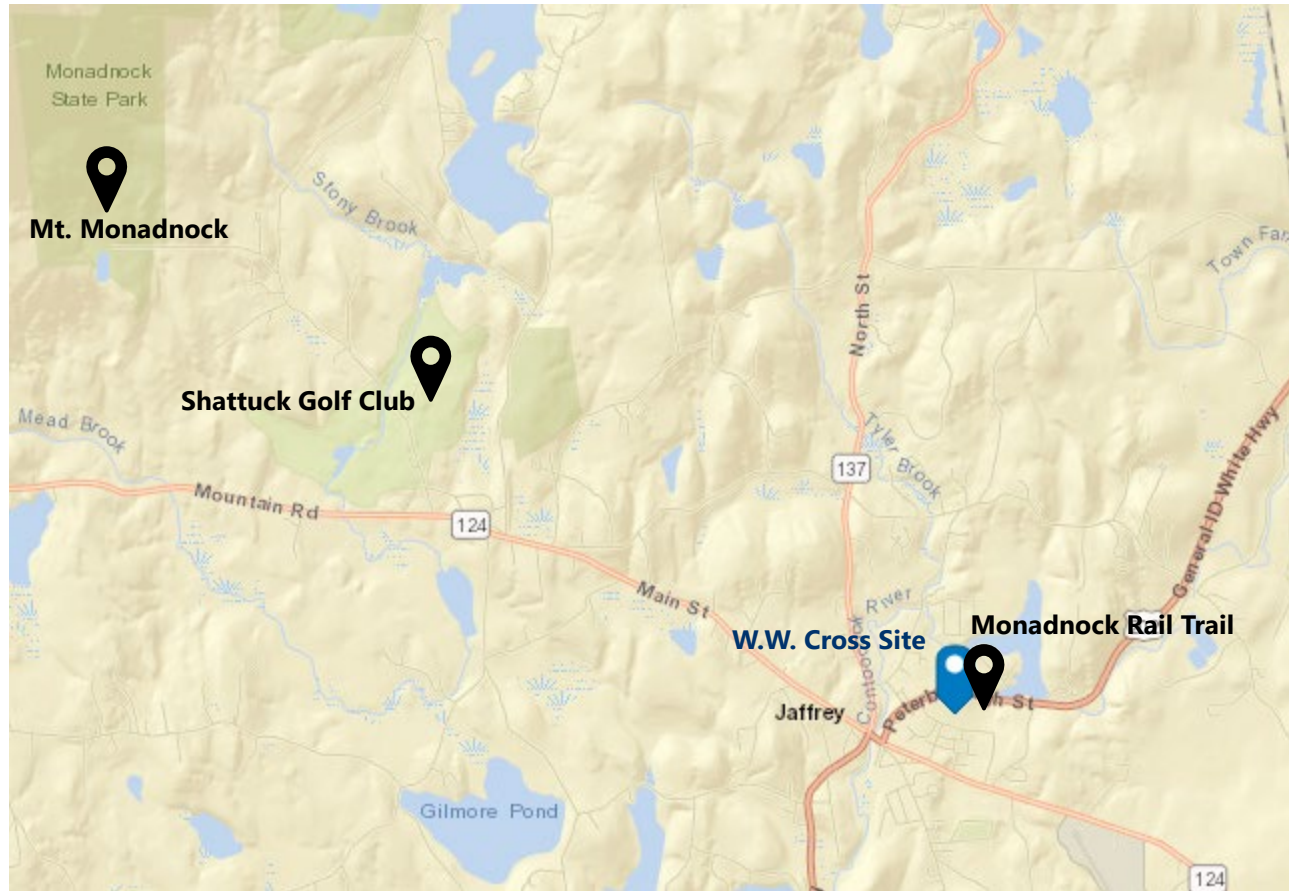 Monadnock
State Park
Mt. Monadnock
Stony Brook
Shattuck Golf Club
Mead Brook
Mountain Rd
124
Main St
North St
137
Tyler Brook
Town
General ID White Hwy
Contoocook River
W.W. Cross Site
Monadnock Rail Trail
Jaffrey
St
Gilmore Pond
124